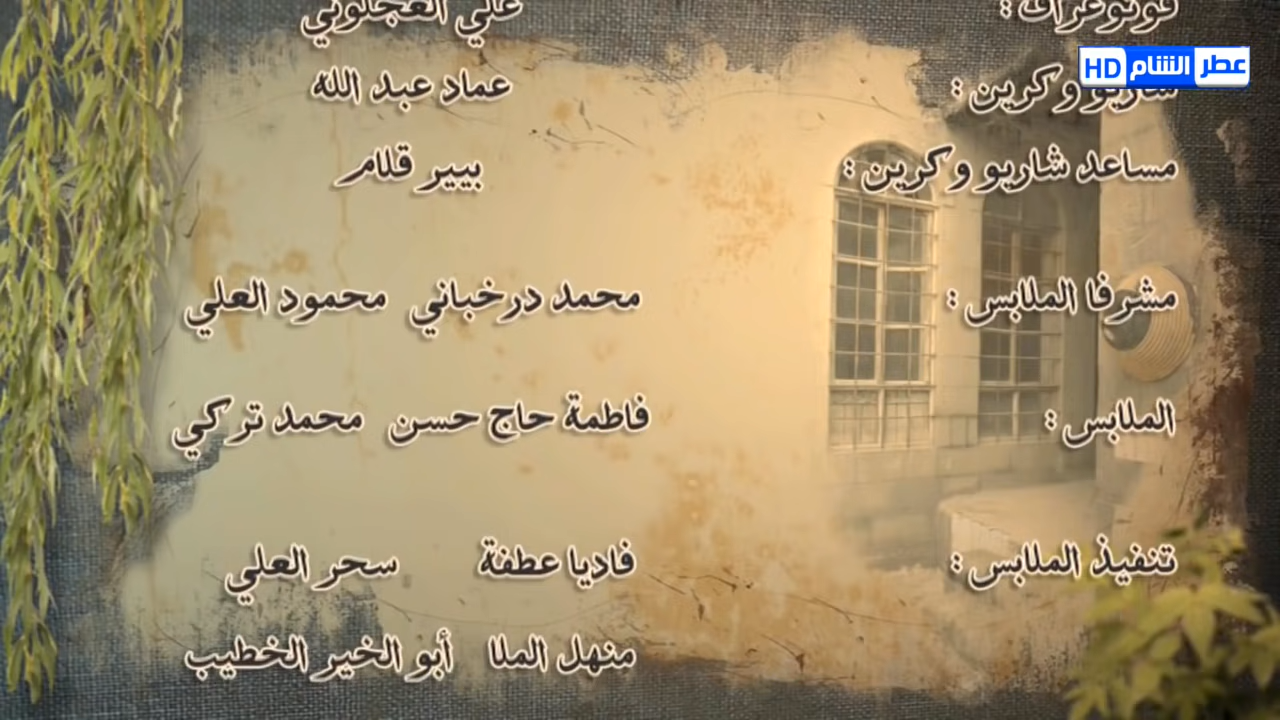 فوتوغراف : علي العجلوني
عطر الشام HD
شاريو وكرين : عماد عبد الله
مساعد شاريو وكرين : بيير قلام
مشرفا الملابس : محمد درخباني محمود العلي
الملابس : فاطمة حاج حسن محمد تركي
تنفيذ الملابس : فاديا عطفة سحر العلي
منهل الملا أبو الخير الخطيب